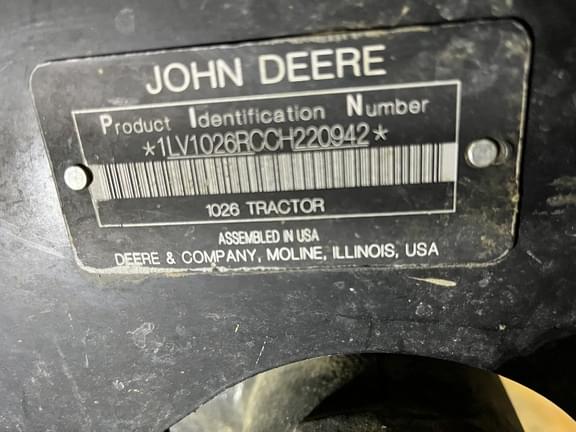 JOHN DEERE
Product Identification Number
*1LV1026RCCH220942*
1026 TRACTOR
ASSEMBLED IN USA
DEERE & COMPANY, MOLINE, ILLINOIS, USA